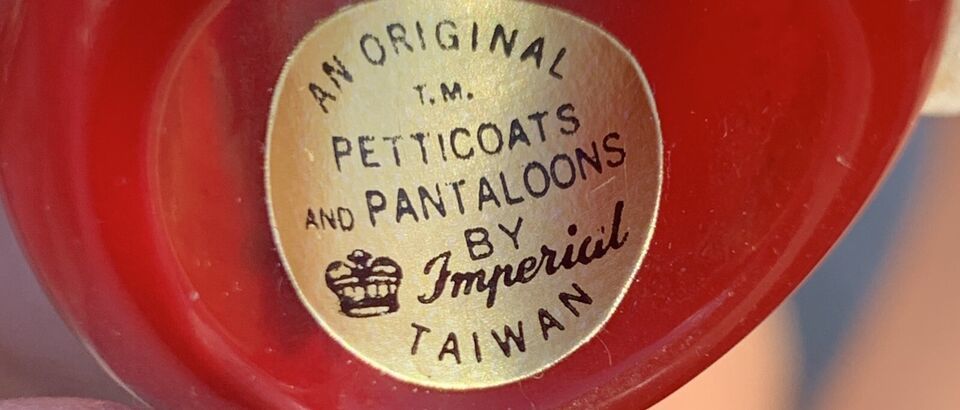 AN ORIGINAL
T.M.
PETTICOATS
AND PANTALOONS
BY
Imperial
TAIWAN